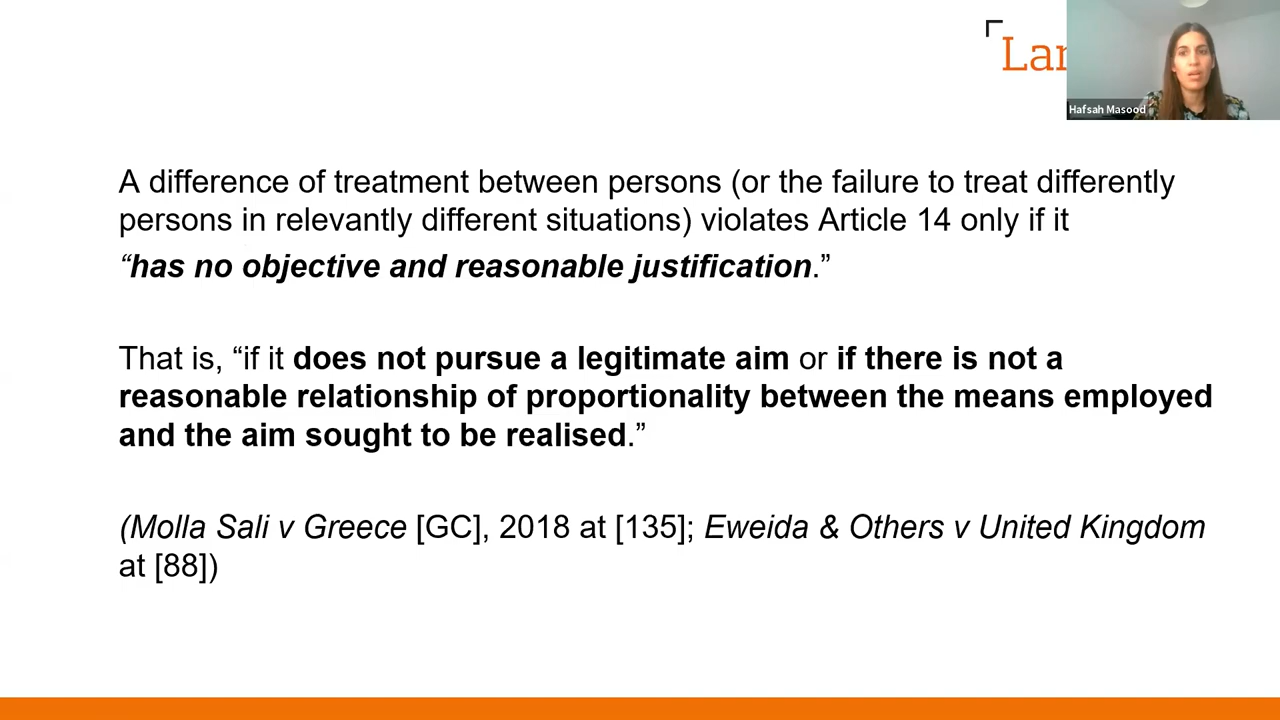 Lan
Hafsah Masood
A difference of treatment between persons (or the failure to treat differently
persons in relevantly different situations) violates Article 14 only if it
“has no objective and reasonable justification.”
That is, “if it does not pursue a legitimate aim or if there is not a
reasonable relationship of proportionality between the means employed
and the aim sought to be realised.”
(Molla Sali v Greece [GC], 2018 at [135]; Eweida & Others v United Kingdom
at [88])